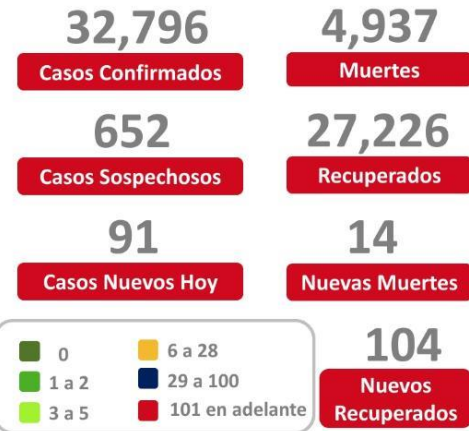 32,796
Casos Confirmados
4,937
Muertes
652
Casos Sospechosos
27,226
Recuperados
91
Casos Nuevos Hoy
14
Nuevas Muertes
0
1 a 2
3 a 5
6 a 28
29 a 100
101 en adelante
104
Nuevos
Recuperados